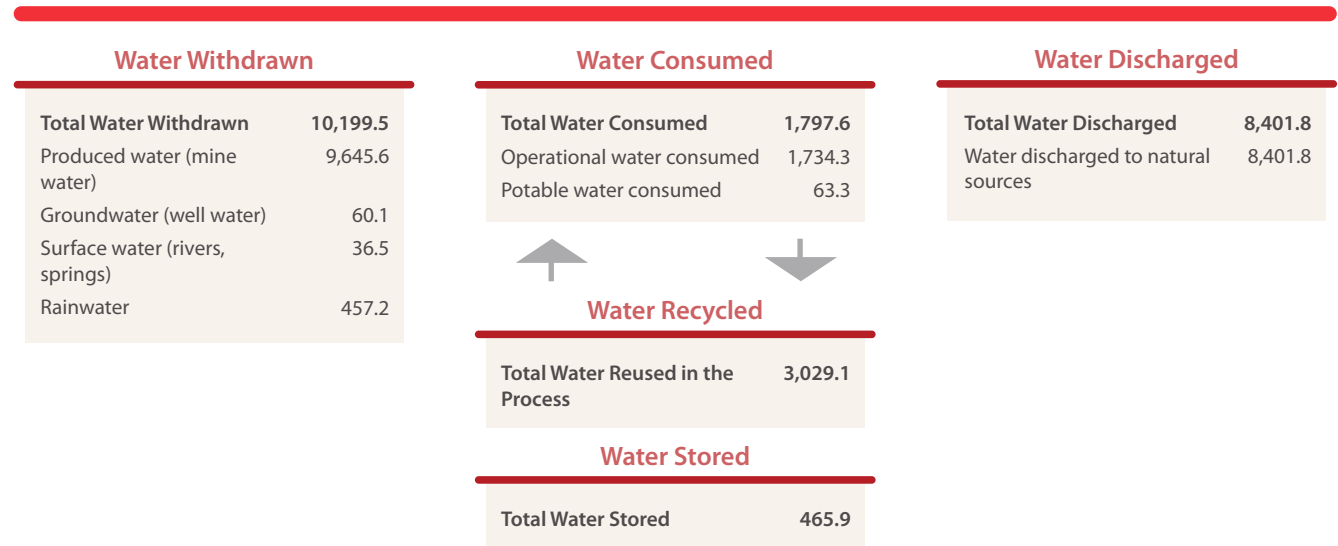 Water Withdrawn
Total Water Withdrawn 10,199.5
Produced water (mine 9,645.6
water)
Groundwater (well water) 60.1
Surface water (rivers, 36.5
springs)
Rainwater 457.2
Water Consumed
Total Water Consumed 1,797.6
Operational water consumed 1,734.3
Potable water consumed 63.3
Water Recycled
Total Water Reused in the 3,029.1
Process
Water Stored
Total Water Stored 465.9
Water Discharged
Total Water Discharged 8,401.8
Water discharged to natural 8,401.8
sources